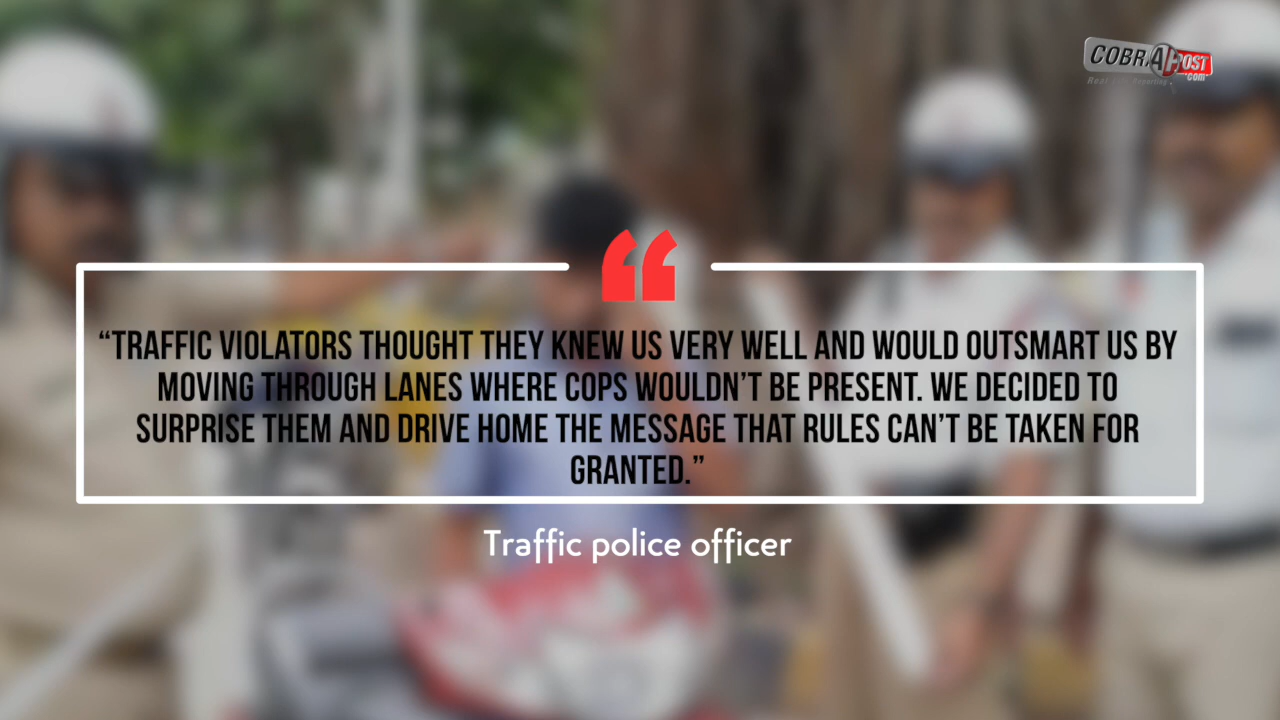 COBRAPOST
.com
“TRAFFIC VIOLATORS THOUGHT THEY KNEW US VERY WELL AND WOULD OUTSMART US BY
MOVING THROUGH LANES WHERE COPS WOULDN’T BE PRESENT. WE DECIDED TO
SURPRISE THEM AND DRIVE HOME THE MESSAGE THAT RULES CAN’T BE TAKEN FOR
GRANTED.”
Traffic police officer